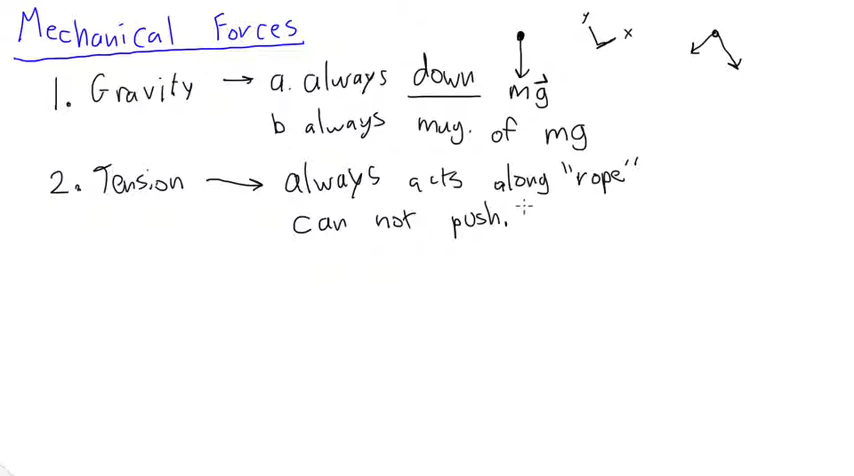 Mechanical Forces
1. Gravity → a. always down
mg⃗
y
x
b always mug. of mg
2. Tension → always acts along "rope"
can not push.